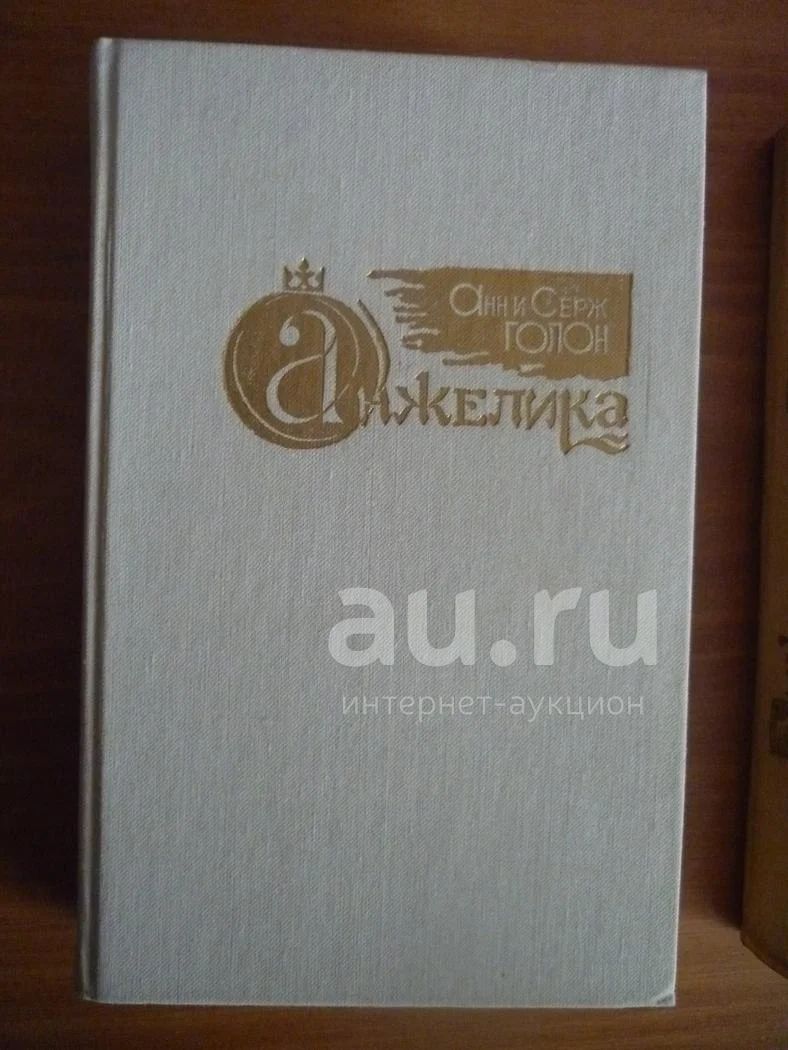 Анн и Серж
ГОЛОН
Анжелика
au.ru
интернет-аукцион